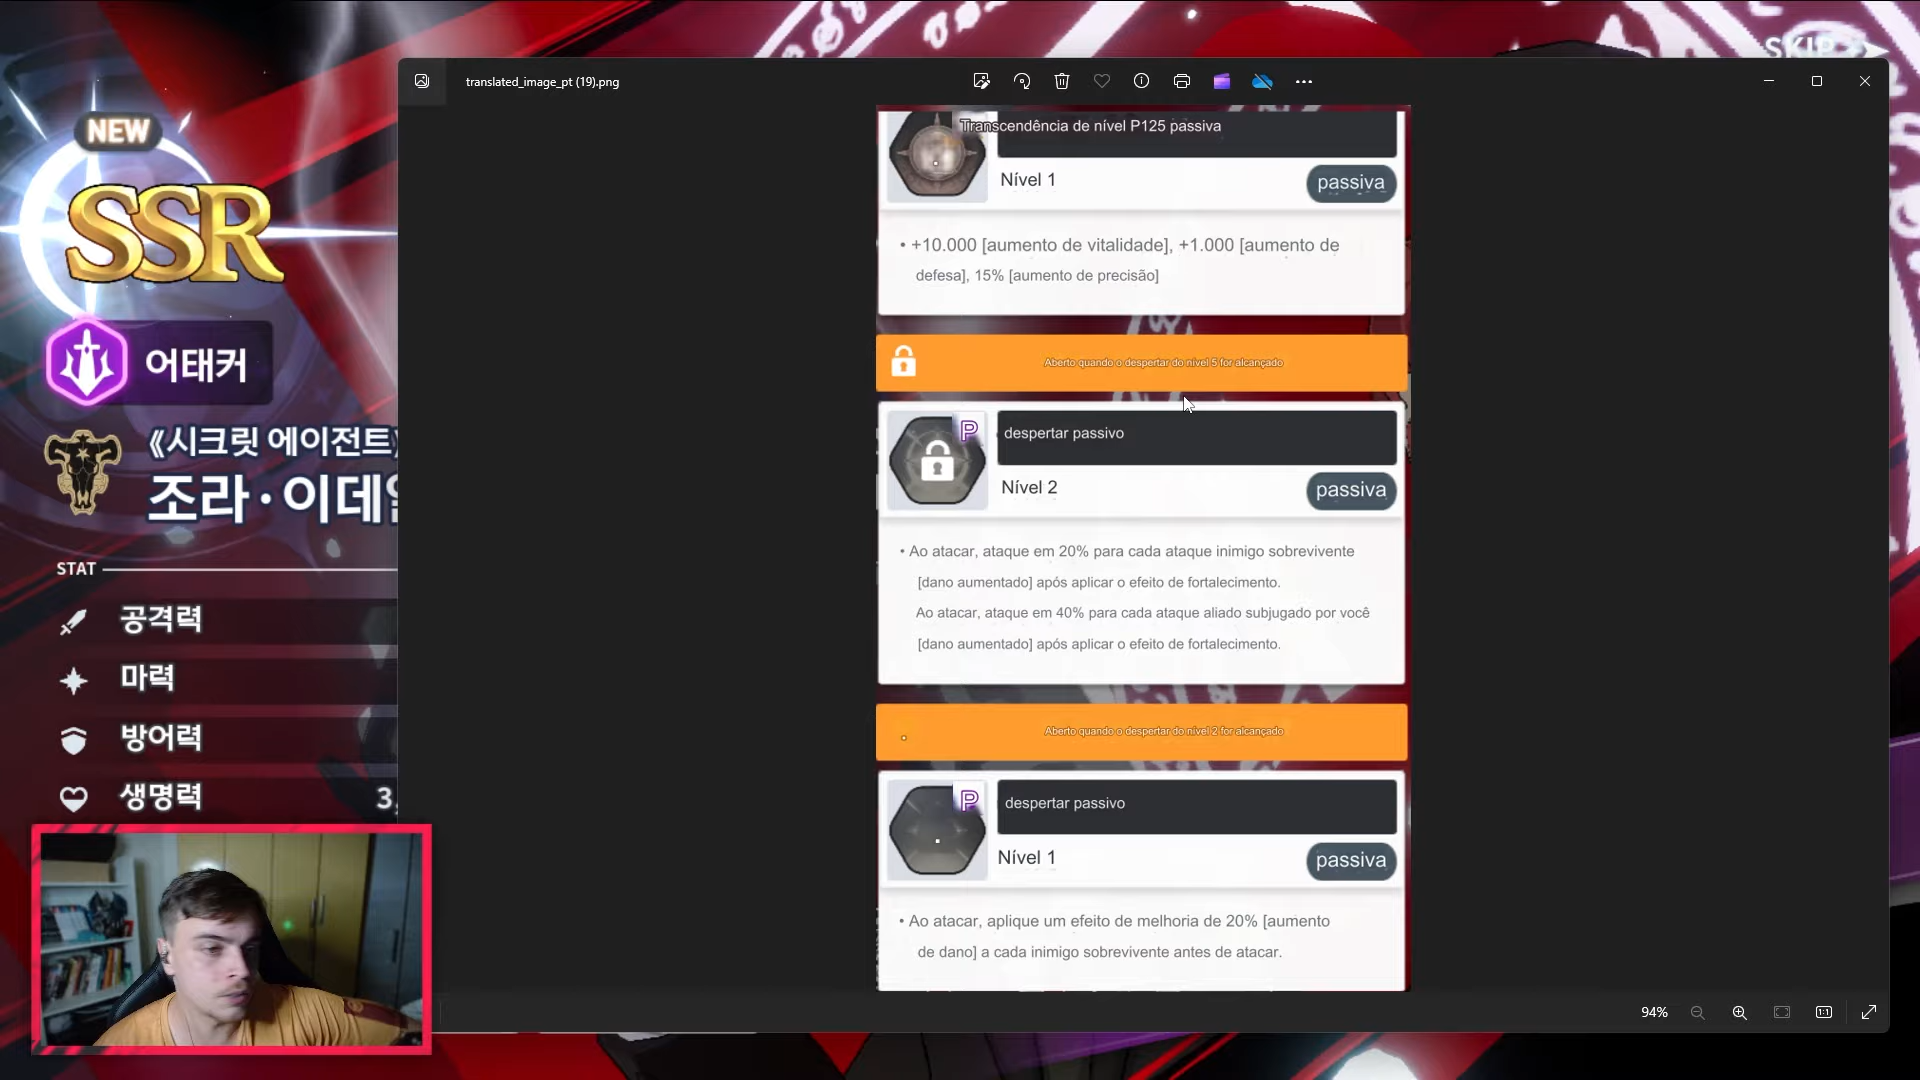 SKIP
translated_image_pt (19).png
NEW
SSR
어태커
《시크릿 에이전트
조라·이데
STAT
공격력
마력
방어력
생명력
3,
Transcendência de nível P125 passiva
Nível 1
passiva
• +10.000 [aumento de vitalidade], +1.000 [aumento de
defesa], 15% [aumento de precisão]
Aberto quando o despertar do nível 5 for alcançado
P
despertar passivo
Nível 2
passiva
• Ao atacar, ataque em 20% para cada ataque inimigo sobrevivente
[dano aumentado] após aplicar o efeito de fortalecimento.
Ao atacar, ataque em 40% para cada ataque aliado subjugado por você
[dano aumentado] após aplicar o efeito de fortalecimento.
Aberto quando o despertar do nível 2 for alcançado
P
despertar passivo
Nível 1
passiva
• Ao atacar, aplique um efeito de melhoria de 20% [aumento
de dano] a cada inimigo sobrevivente antes de atacar.
94%
1:1